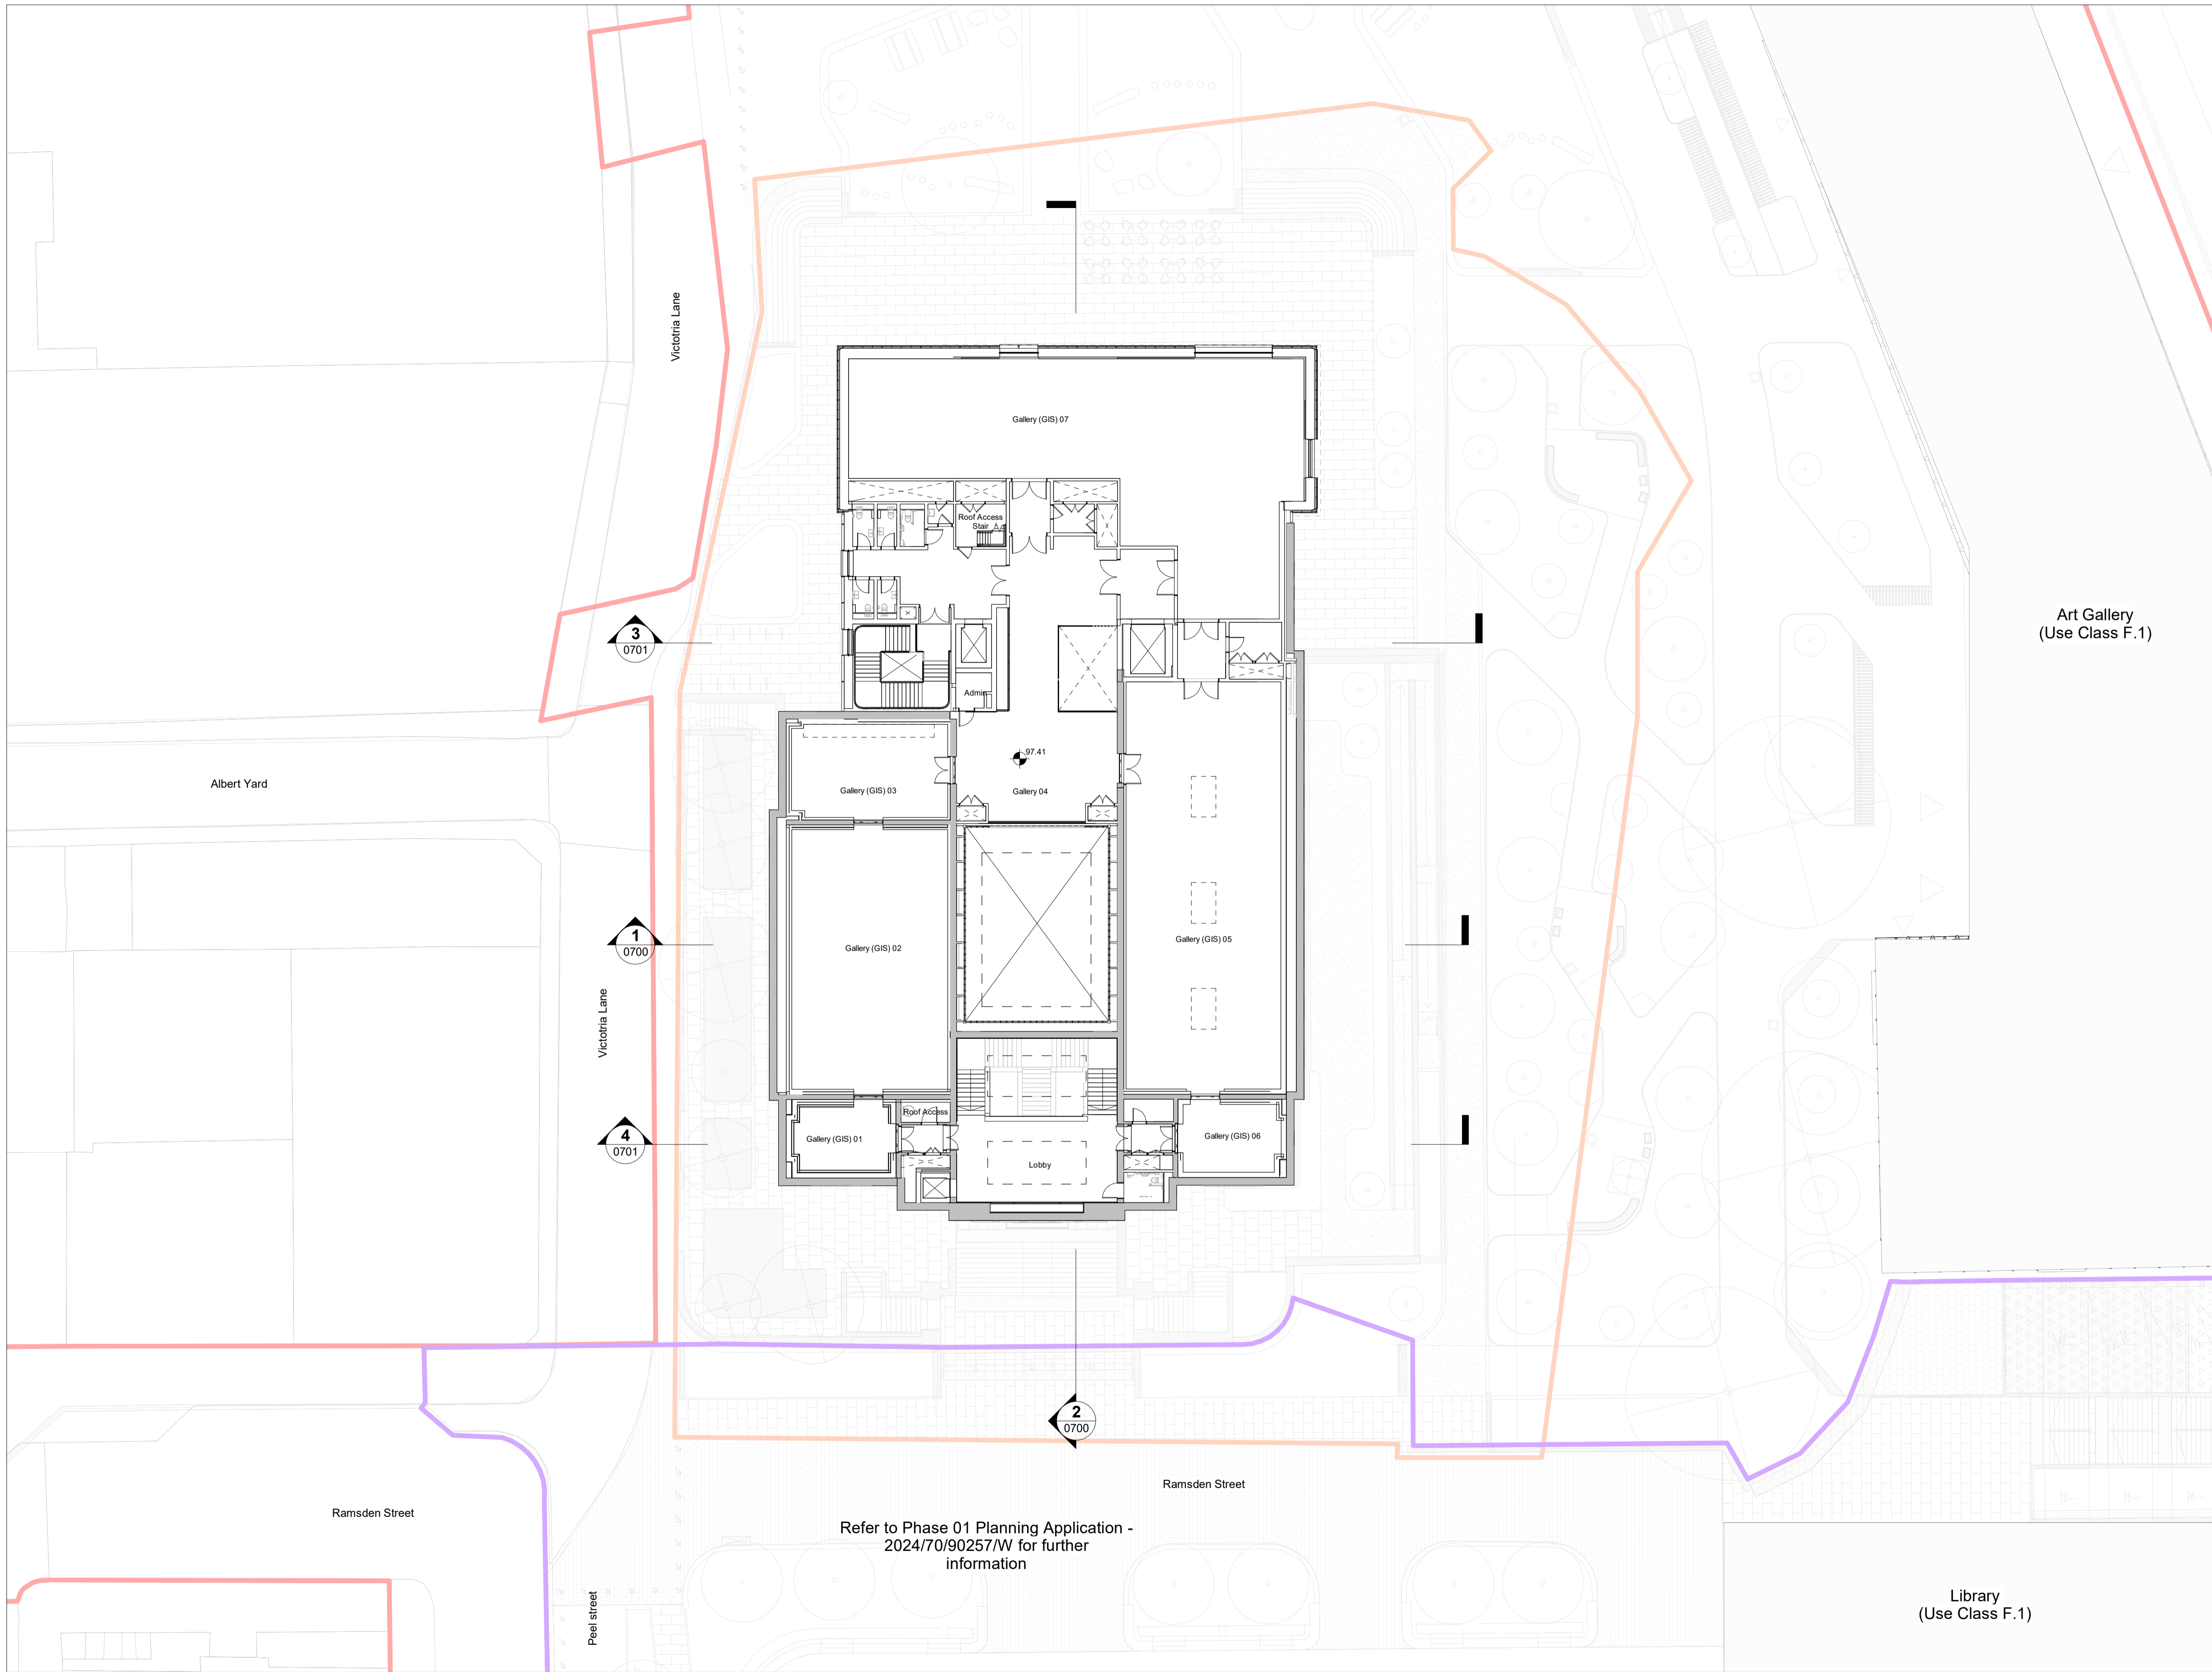 Victotria Lane
Gallery (GIS) 07
Roof Access
Stair
3
0701
Art Gallery
(Use Class F.1)
Admin
97.41
Albert Yard
Gallery (GIS) 03
Gallery 04
1
0700
Gallery (GIS) 02
Gallery (GIS) 05
Victotria Lane
4
0701
Roof Access
Gallery (GIS) 01
Gallery (GIS) 06
Lobby
2
0700
Ramsden Street
Ramsden Street
Refer to Phase 01 Planning Application -
2024/70/90257/W for further
information
Peel street
Library
(Use Class F.1)